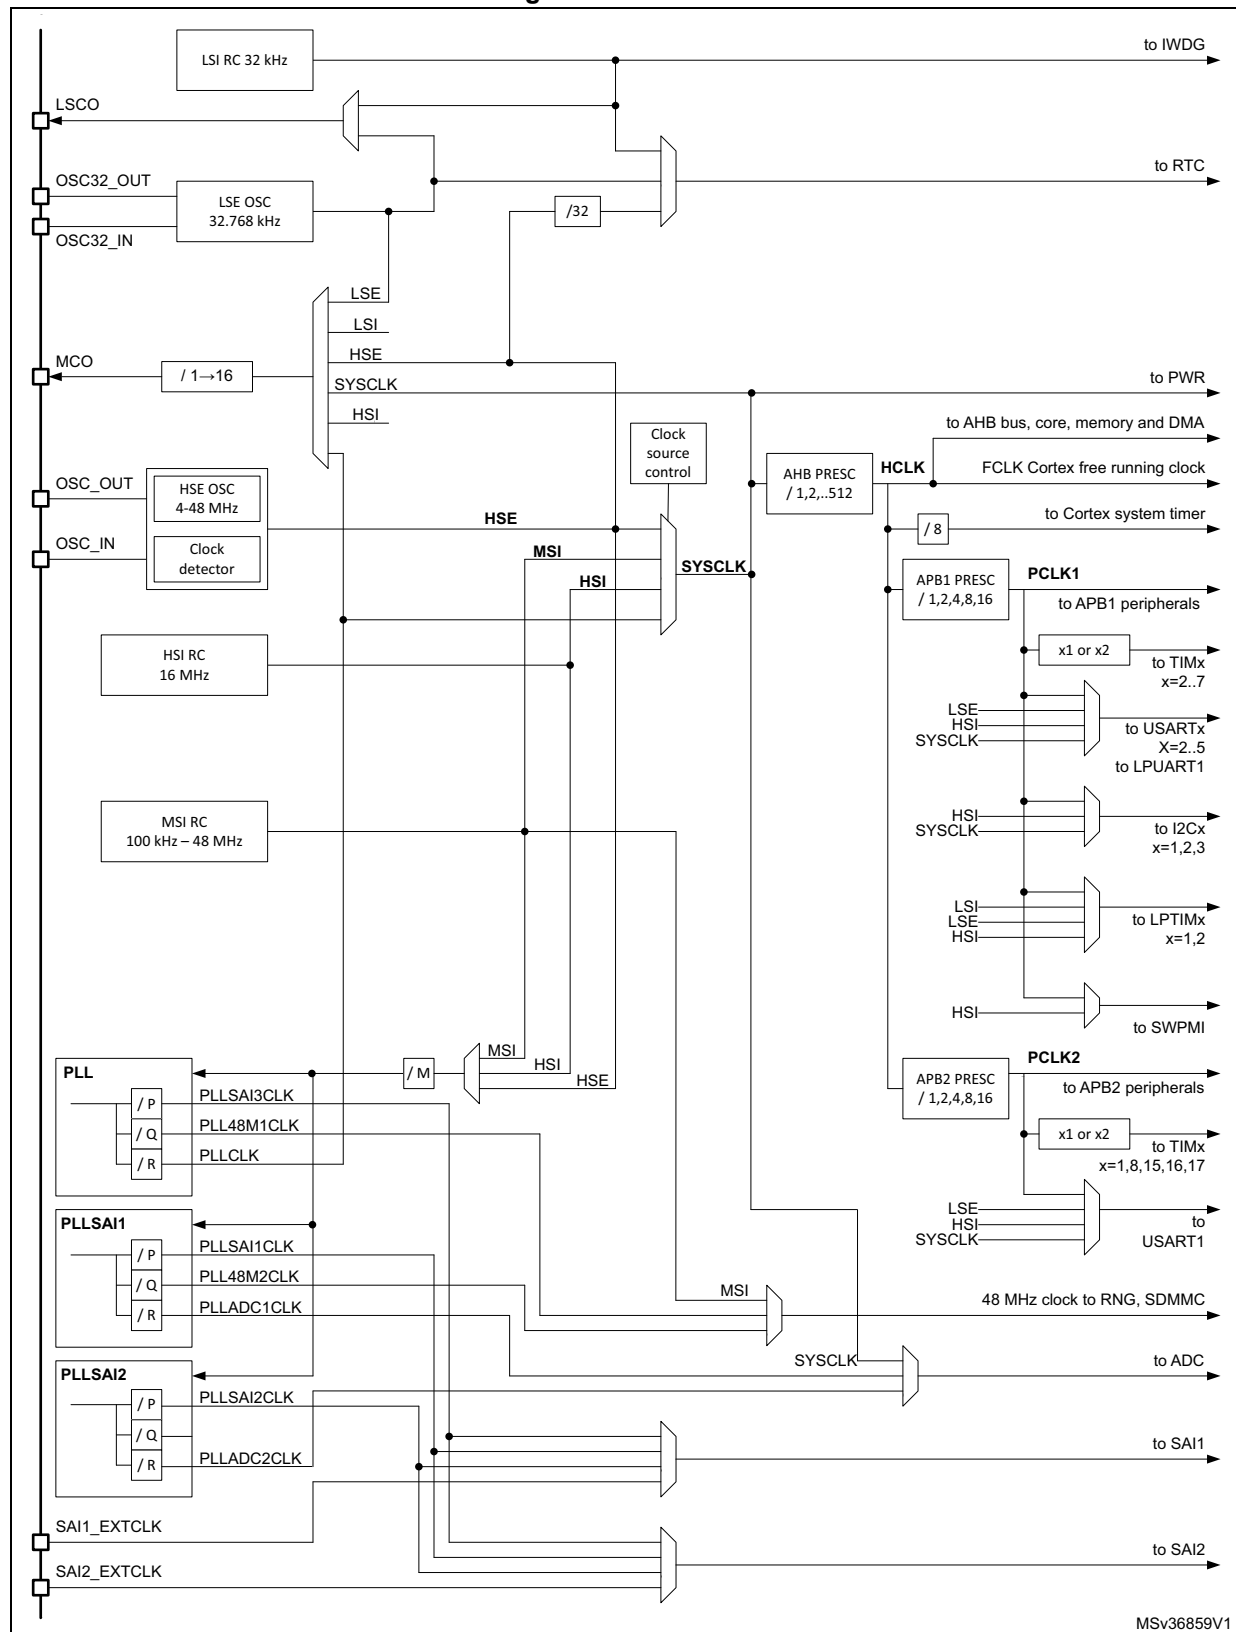 LSI RC 32 kHz
to IWDG
LSCO
to RTC
OSC32_OUT
LSE OSC
32.768 kHz
/32
OSC32_IN
LSE
LSI
HSE
MCO
/ 1→16
SYSCLK
to PWR
HSI
to AHB bus, core, memory and DMA
Clock
source
control
AHB PRESC
/ 1,2,..512
HCLK
FCLK Cortex free running clock
OSC_OUT
HSE OSC
4-48 MHz
HSE
to Cortex system timer
/ 8
OSC_IN
Clock
detector
MSI
SYSCLK
HSI
APB1 PRESC
/ 1,2,4,8,16
PCLK1
to APB1 peripherals
HSI RC
16 MHz
x1 or x2
to TIMx
x=2..7
LSE
HSI
SYSCLK
to USARTx
X=2..5
to LPUART1
MSI RC
100 kHz – 48 MHz
HSI
SYSCLK
to I2Cx
x=1,2,3
LSI
LSE
HSI
to LPTIMx
x=1,2
HSI
to SWPMI
MSI
HSI
HSE
/ M
PLL
/ P
PLLSAI3CLK
/ Q
PLL48M1CLK
/ R
PLLCLK
APB2 PRESC
/ 1,2,4,8,16
PCLK2
to APB2 peripherals
x1 or x2
to TIMx
x=1,8,15,16,17
LSE
HSI
SYSCLK
to
USART1
PLLSAI1
/ P
PLLSAI1CLK
/ Q
PLL48M2CLK
/ R
PLLADC1CLK
MSI
48 MHz clock to RNG, SDMMC
SYSCLK
to ADC
PLLSAI2
/ P
PLLSAI2CLK
/ Q
/ R
PLLADC2CLK
to SAI1
SAI1_EXTCLK
to SAI2
SAI2_EXTCLK
MSv36859V1